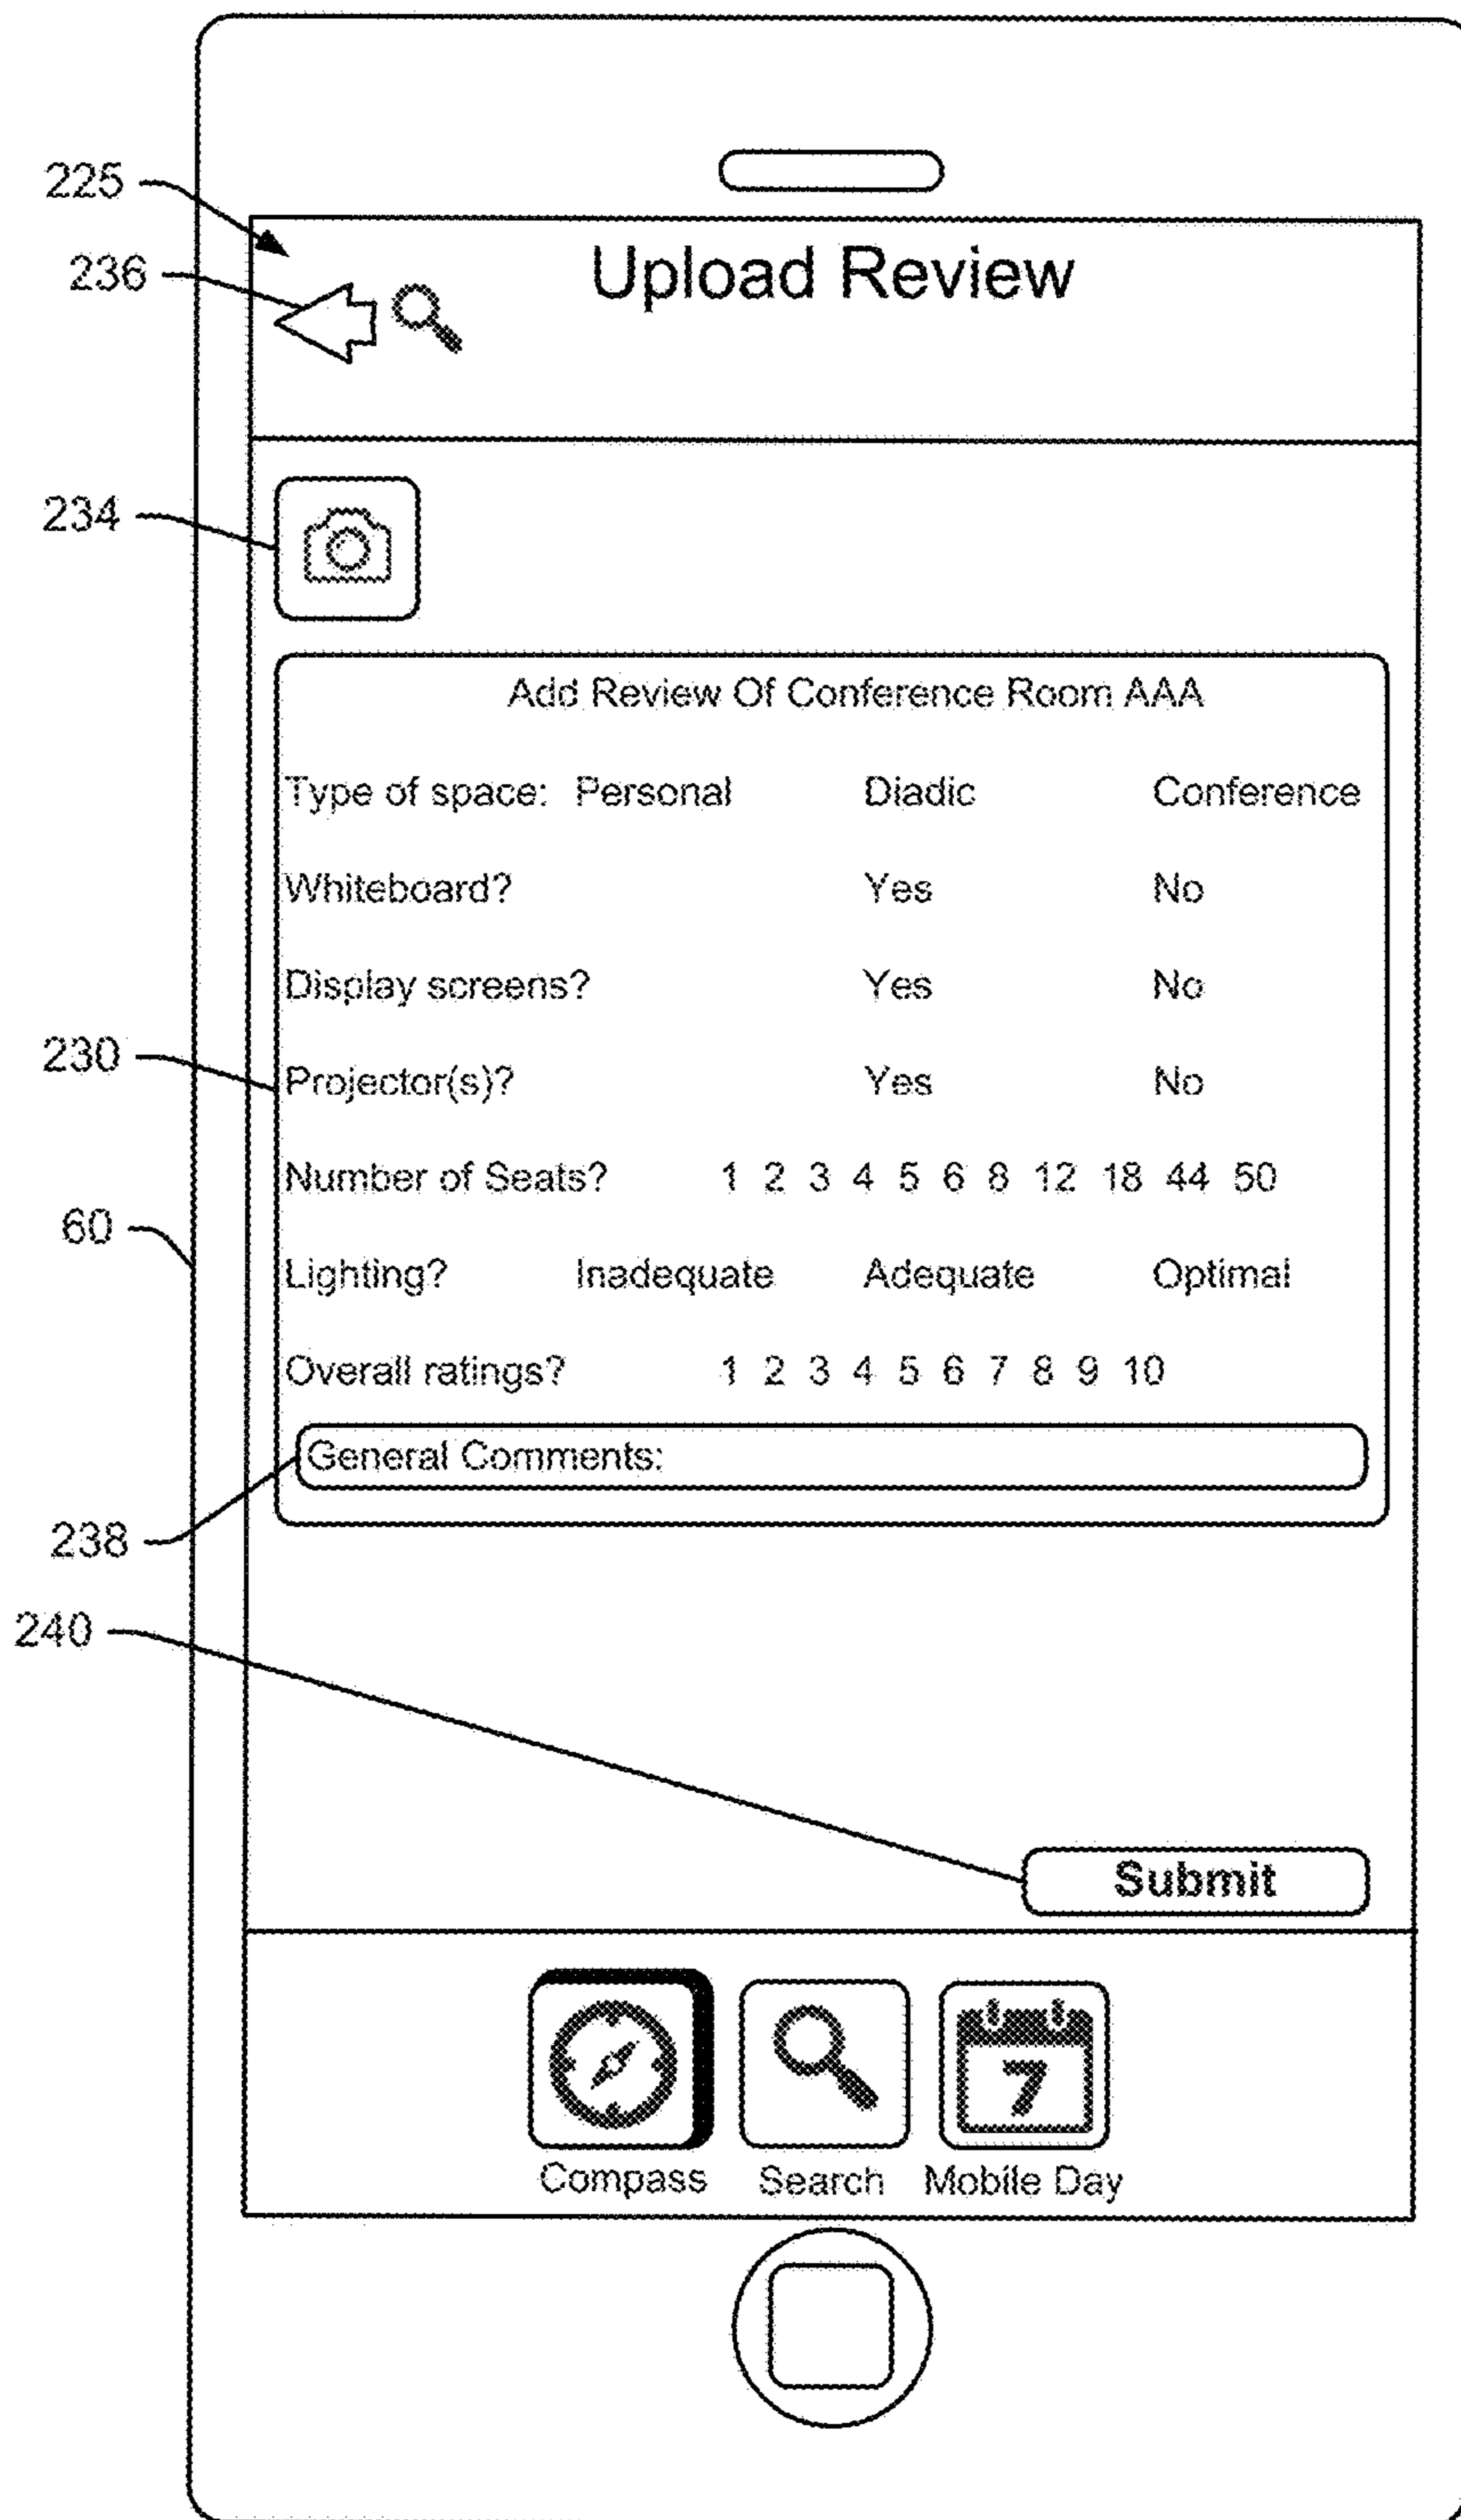 225
Upload Review
236
234
Add Review Of Conference Room AAA
Type of space: Personal Diadic Conference
Whiteboard? Yes No
Display screens? Yes No
230
Projector(s)? Yes No
Number of Seats? 1 2 3 4 5 6 8 12 18 44 50
60
Lighting? Inadequate Adequate Optimal
Overall ratings? 1 2 3 4 5 6 7 8 9 10
General Comments:
238
240
Submit
7
Compass Search Mobile Day